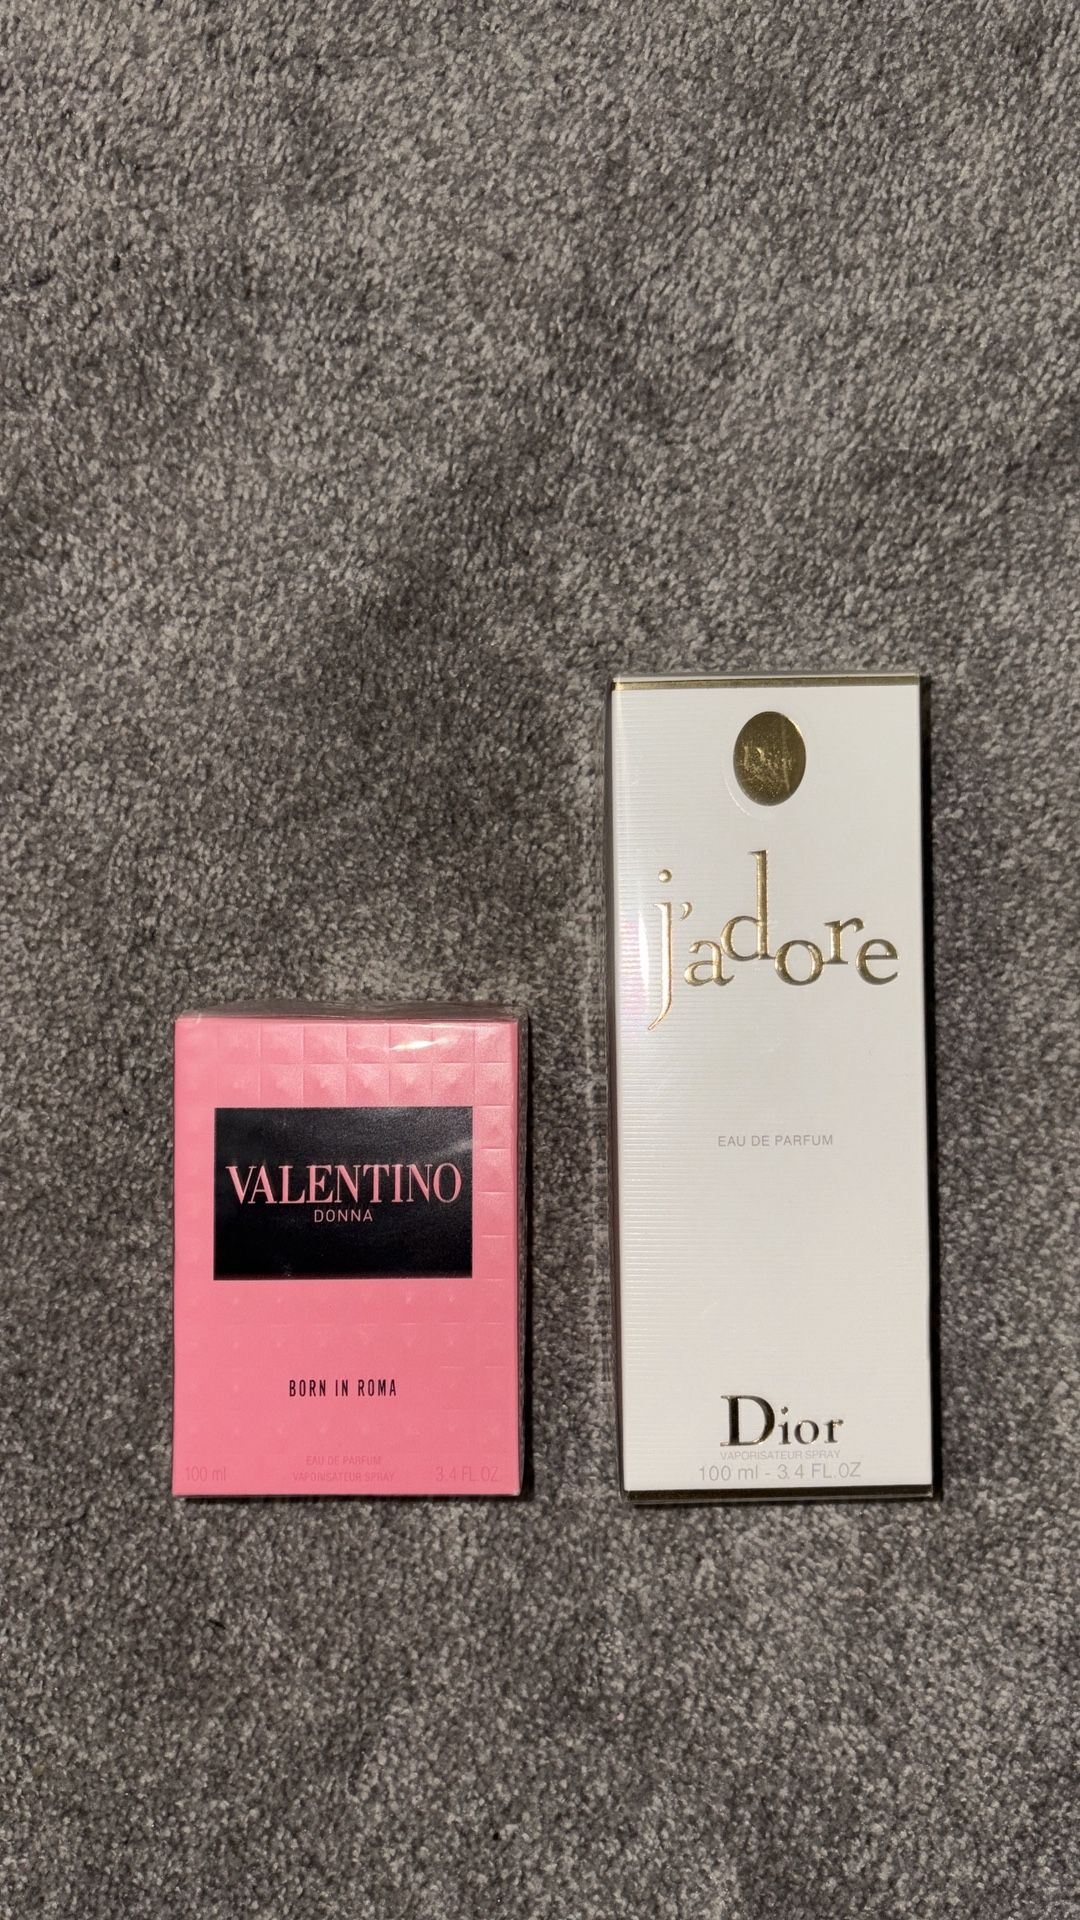 VALENTINO
DONNA
BORN IN ROMA
EAU DE PARFUM
VAPORISATEUR SPRAY
100 ml
3.4 FL.OZ.
Dior
j'adore
EAU DE PARFUM
Dior
VAPORISATEUR SPRAY
100 ml - 3.4 FL.OZ